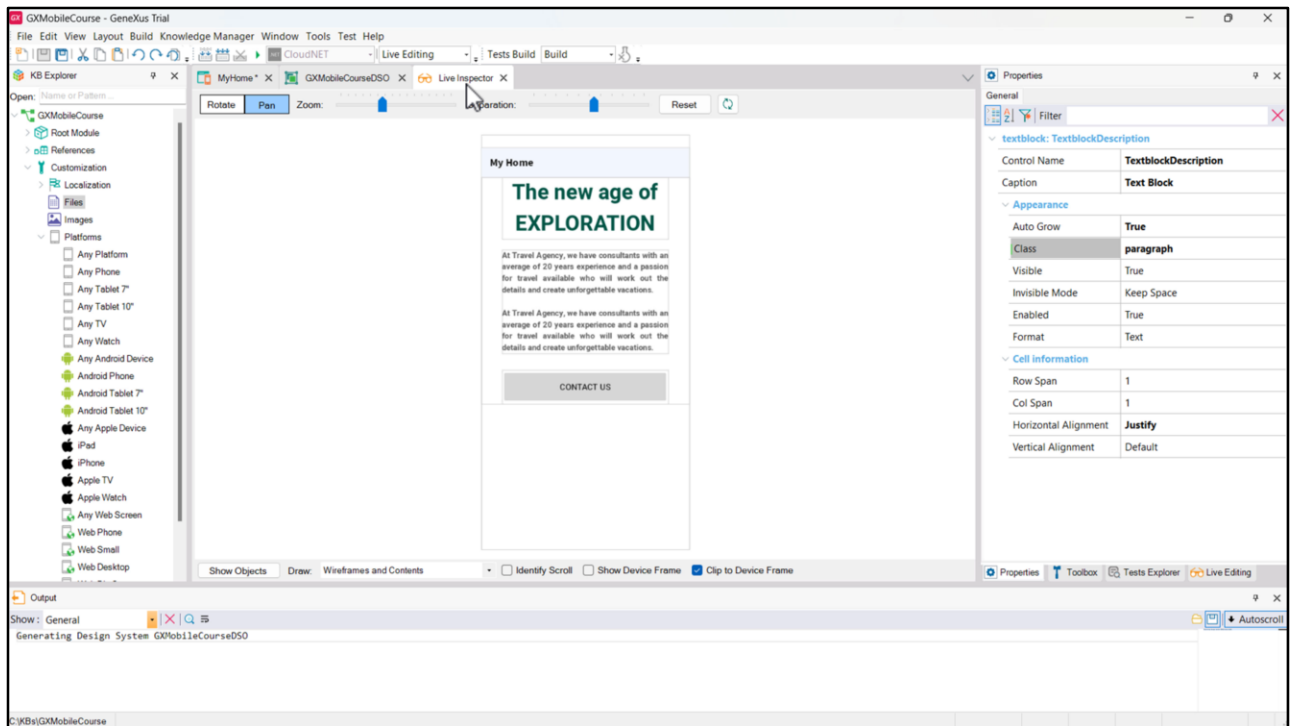 GX GXMobileCourse - GeneXus Trial
File Edit View Layout Build Knowledge Manager Window Tools Test Help
CloudNET Live Editing Tests Build Build
KB Explorer
Open: Name or Pattern...
GXMobileCourse
Root Module
References
Customization
Localization
Files
Images
Platforms
Any Platform
Any Phone
Any Tablet 7"
Any Tablet 10"
Any TV
Any Watch
Any Android Device
Android Phone
Android Tablet 7"
Android Tablet 10"
Any Apple Device
iPad
iPhone
Apple TV
Apple Watch
Any Web Screen
Web Phone
Web Small
Web Desktop
MyHome* GXMobileCourseDSO Live Inspector
Rotate Pan Zoom: paration: Reset
My Home
The new age of
EXPLORATION
At Travel Agency, we have consultants with an
average of 20 years experience and a passion
for travel available who will work out the
details and create unforgettable vacations.
At Travel Agency, we have consultants with an
average of 20 years experience and a passion
for travel available who will work out the
details and create unforgettable vacations.
CONTACT US
Show Objects Draw: Wireframes and Contents Identify Scroll Show Device Frame Clip to Device Frame
Properties
General
Filter
textblock: TextblockDescription
Control Name TextblockDescription
Caption Text Block
Appearance
Auto Grow True
Class paragraph
Visible True
Invisible Mode Keep Space
Enabled True
Format Text
Cell information
Row Span 1
Col Span 1
Horizontal Alignment Justify
Vertical Alignment Default
Properties Toolbox Tests Explorer Live Editing
Output
Show: General Autoscroll
Generating Design System GXMobileCourseDSO
C:\KBs\GXMobileCourse